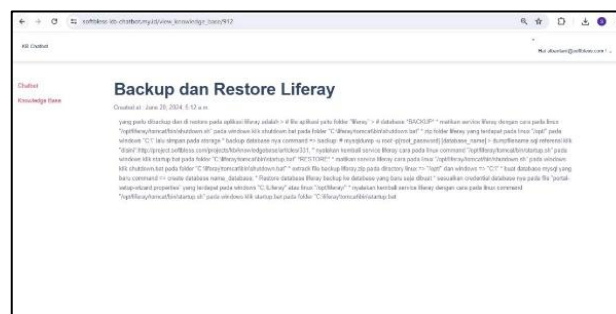 softbless-kb-chatbot.my.id/view_knowledge_base/912
KB Chatbot
Chatbot
Knowledge Base
Backup dan Restore Liferay
Created at : June 20, 2024, 5:12 a.m.
yang perlu dibackup dan di restore pada aplikasi liferay adalah > # file aplikasi yaitu folder "liferay" > # database *BACKUP* * matikan service liferay dengan cara pada linux
"/opt/liferay/tomcat/bin/shutdown.sh" pada windows klik shutdown.bat pada folder "C:\liferay\tomcat\bin\shutdown.bat" * zip folder liferay yang terdapat pada linux "/opt/" pada
windows "C:\" lalu simpan pada storage * backup database nya command => backup: # mysqldump -u root -p[root_password] [database_name] > dumpfilename.sql referensi klik
"disini":http://project.softbless.com/projects/kb/knowledgebase/articles/331, * nyalakan kembali service liferay cara pada linux command "/opt/liferay/tomcat/bin/startup.sh" pada
windows klik startup.bat pada folder "C:\liferay\tomcat\bin\startup.bat" *RESTORE* * matikan service liferay cara pada linux "/opt/liferay/tomcat/bin/shutdown.sh" pada windows
klik shutdown.bat pada folder "C:\liferay\tomcat\bin\shutdown.bat" * extrack file backup liferay.zip pada directory linux => "/opt/" dan windows => "C:\" * buat database mysql yang
baru command => create database nama_database; * Restore database liferay backup ke database yang baru saja dibuat * sesuaikan credential database nya pada file "portal-
setup-wizard.properties" yang terdapat pada windows "C:\Liferay" atau linux "/opt/liferay/" * nyalakan kembali service liferay dengan cara pada linux command
"/opt/liferay/tomcat/bin/startup.sh" pada windows klik startup.bat pada folder "C:\liferay\tomcat\bin\startup.bat